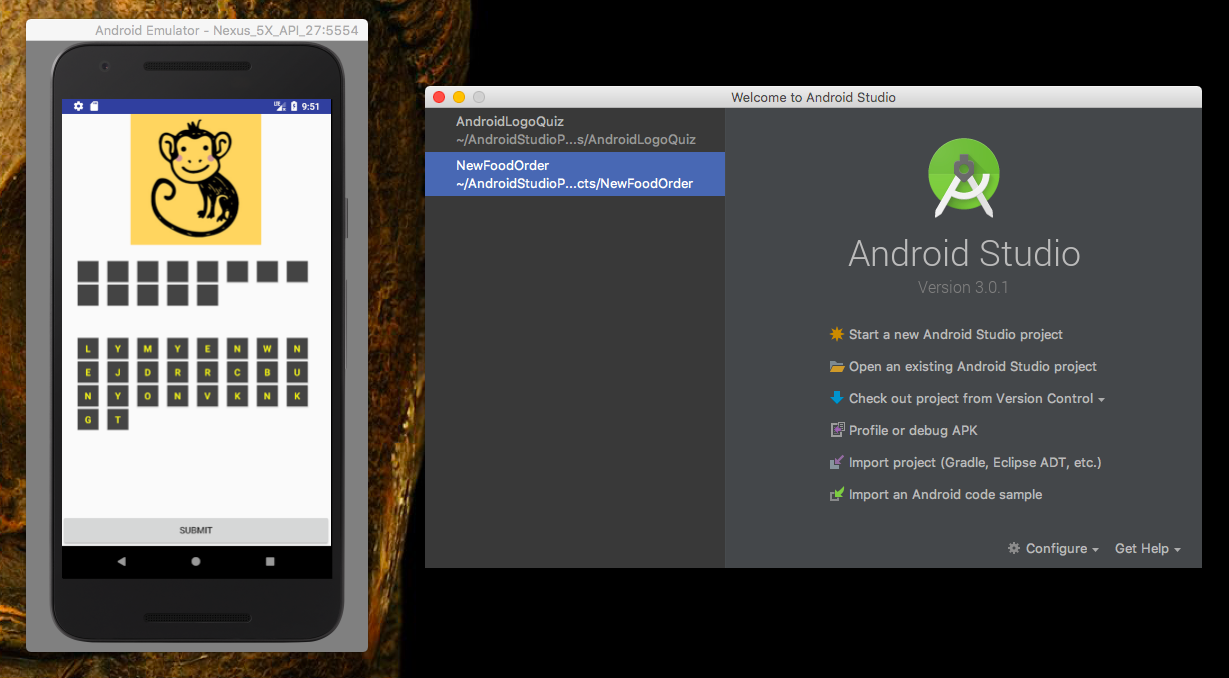 Android Emulator - Nexus_5X_API_27:5554
9:51
L Y M Y E N W N
E J D R R C B U
N Y O N V K N K
G T
SUBMIT
Welcome to Android Studio
AndroidLogoQuiz
~/AndroidStudioP...s/AndroidLogoQuiz
NewFoodOrder
~/AndroidStudioP...cts/NewFoodOrder
Android Studio
Version 3.0.1
Start a new Android Studio project
Open an existing Android Studio project
Check out project from Version Control
Profile or debug APK
Import project (Gradle, Eclipse ADT, etc.)
Import an Android code sample
Configure Get Help